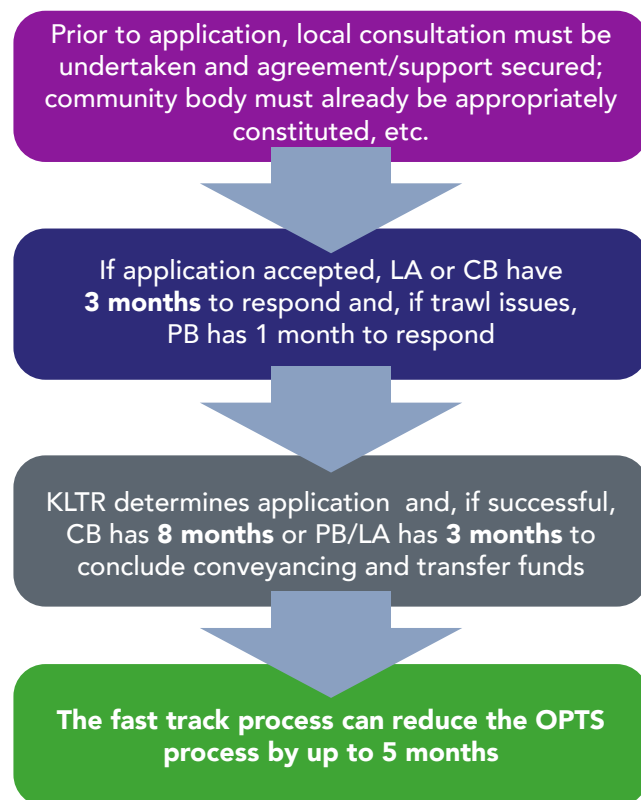 Prior to application, local consultation must be
undertaken and agreement/support secured;
community body must already be appropriately
constituted, etc.
If application accepted, LA or CB have
3 months to respond and, if trawl issues,
PB has 1 month to respond
KLTR determines application and, if successful,
CB has 8 months or PB/LA has 3 months to
conclude conveyancing and transfer funds
The fast track process can reduce the OPTS
process by up to 5 months